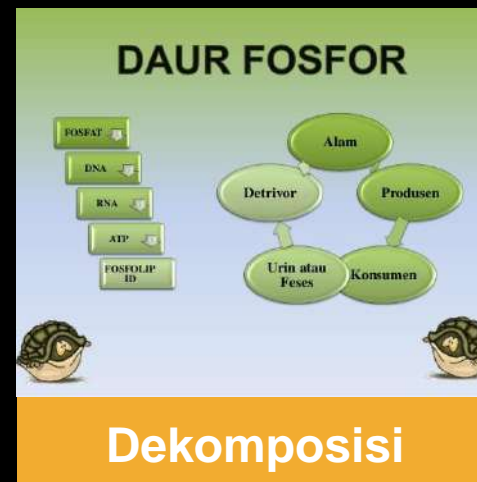 DAUR FOSFOR
FOSFAT
DNA
RNA
ATP
FOSFOLIP
ID
Alam
Produsen
Konsumen
Urin atau
Feses
Detrivor
Dekomposisi